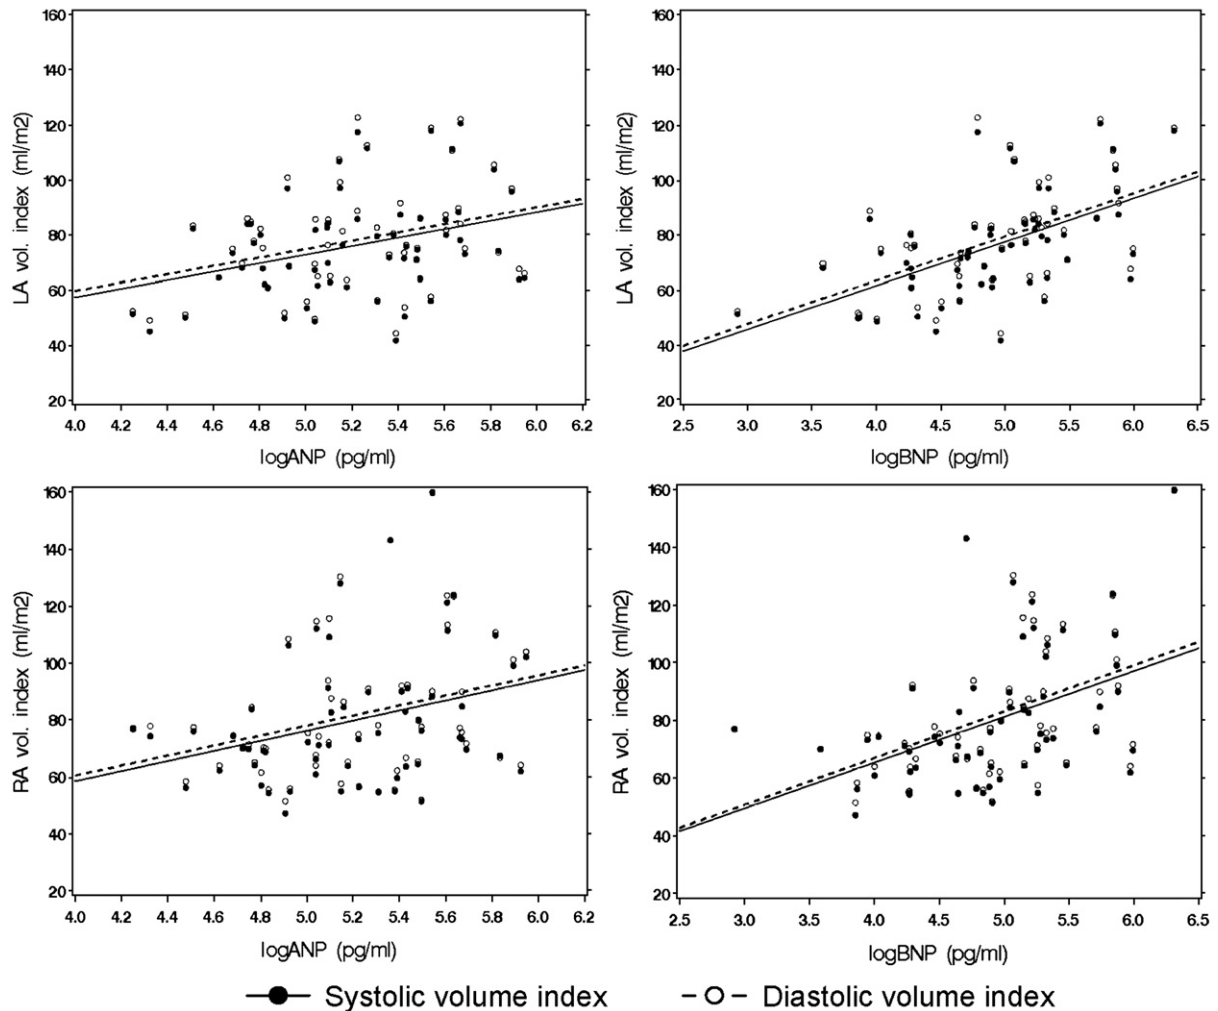 160
140
120
100
80
60
40
20
LA vol. index (ml/m2)
4.0 4.2 4.4 4.6 4.8 5.0 5.2 5.4 5.6 5.8 6.0 6.2
logANP (pg/ml)
160
140
120
100
80
60
40
20
LA vol. index (ml/m2)
2.5 3.0 3.5 4.0 4.5 5.0 5.5 6.0 6.5
logBNP (pg/ml)
160
140
120
100
80
60
40
20
RA vol. index (ml/m2)
4.0 4.2 4.4 4.6 4.8 5.0 5.2 5.4 5.6 5.8 6.0 6.2
logANP (pg/ml)
160
140
120
100
80
60
40
20
RA vol. index (ml/m2)
2.5 3.0 3.5 4.0 4.5 5.0 5.5 6.0 6.5
logBNP (pg/ml)
Systolic volume index Diastolic volume index